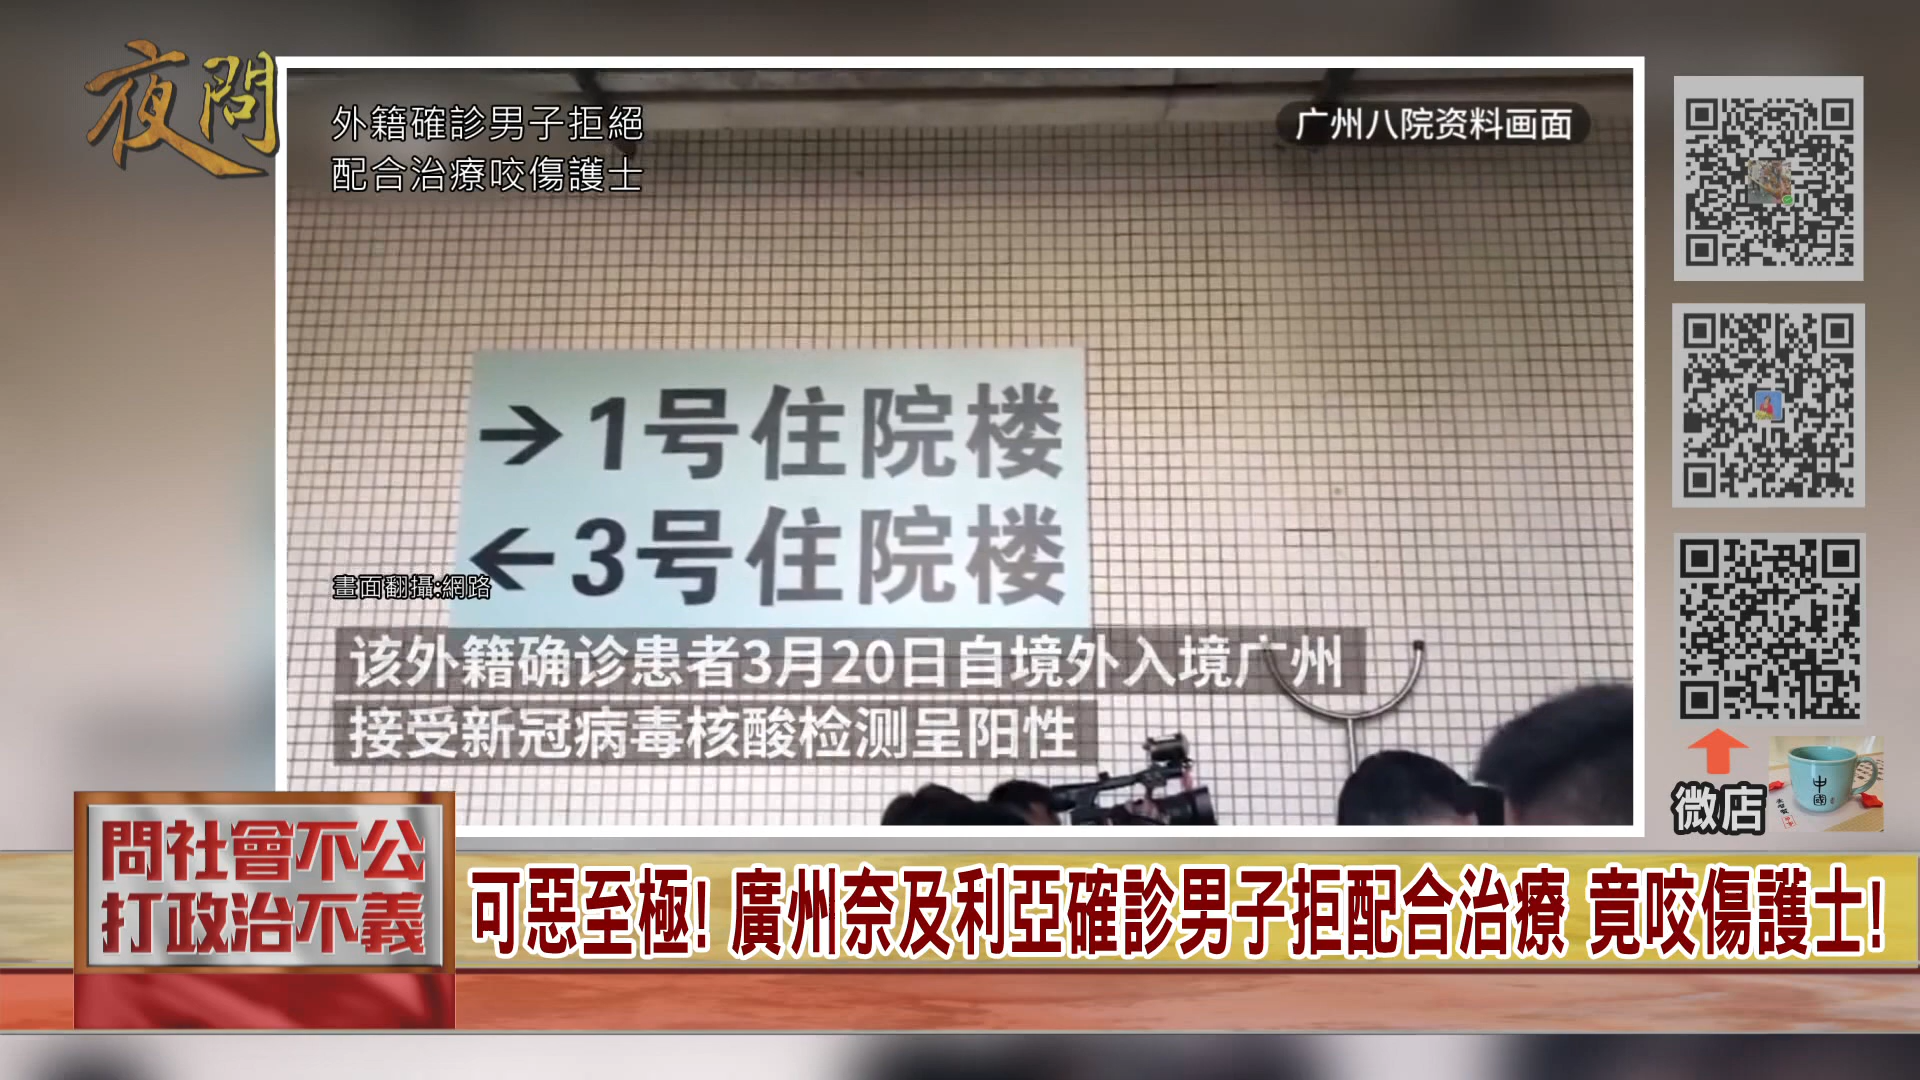 夜問
外籍確診男子拒絕
配合治療咬傷護士
广州八院资料画面
→1号住院楼
←3号住院楼
畫面翻攝:網路
该外籍确诊患者3月20日自境外入境广州
接受新冠病毒核酸检测呈阳性
微店
中國
問社會不公
打政治不義
可惡至極!廣州奈及利亞確診男子拒配合治療 竟咬傷護士!